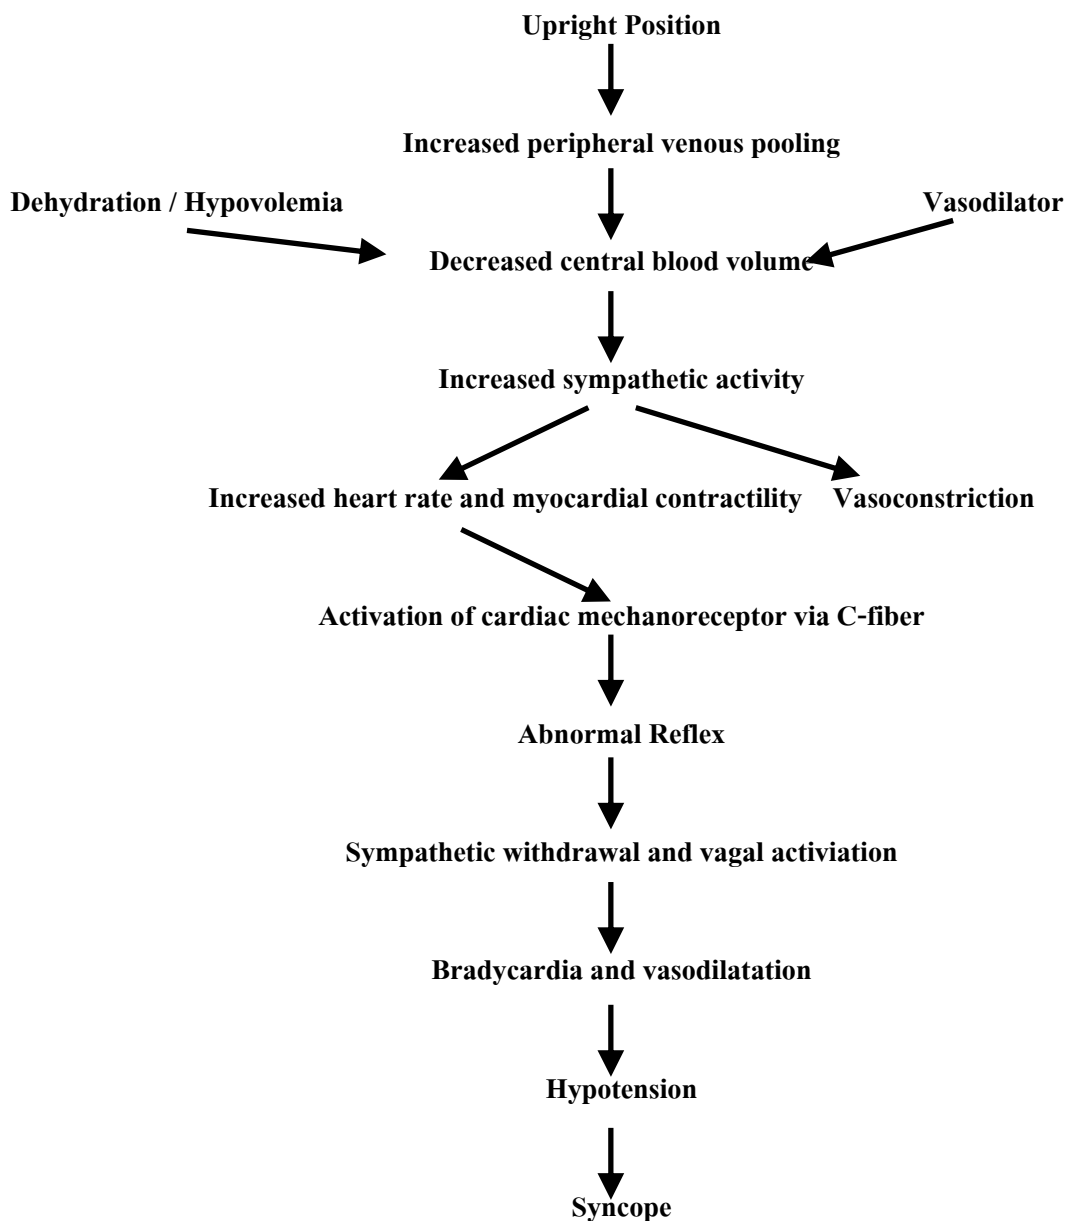 Upright Position
Increased peripheral venous pooling
Dehydration / Hypovolemia
Vasodilator
Decreased central blood volume
Increased sympathetic activity
Increased heart rate and myocardial contractility
Vasoconstriction
Activation of cardiac mechanoreceptor via C-fiber
Abnormal Reflex
Sympathetic withdrawal and vagal activiation
Bradycardia and vasodilatation
Hypotension
Syncope